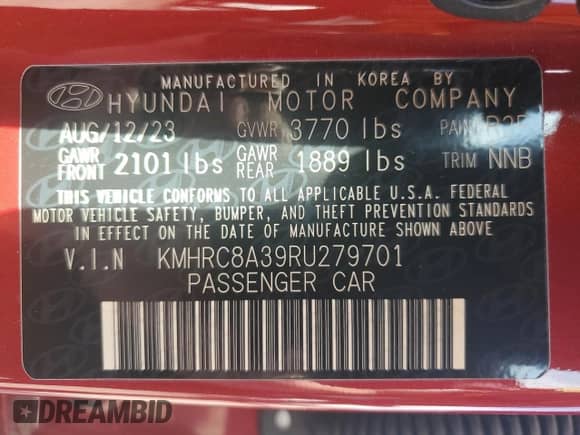 MANUFACTURED IN KOREA BY
HYUNDAI MOTOR COMPANY
AUG/12/23 GVWR 3770 lbs
GAWR FRONT 2101 lbs GAWR REAR 1889 lbs TRIM NNB
THIS VEHICLE CONFORMS TO ALL APPLICABLE U.S.A. FEDERAL
MOTOR VEHICLE SAFETY, BUMPER, AND THEFT PREVENTION STANDARDS
IN EFFECT ON THE DATE OF MANUFACTURE SHOWN ABOVE
V.I.N KMHRC8A39RU279701
PASSENGER CAR
DREAMBID